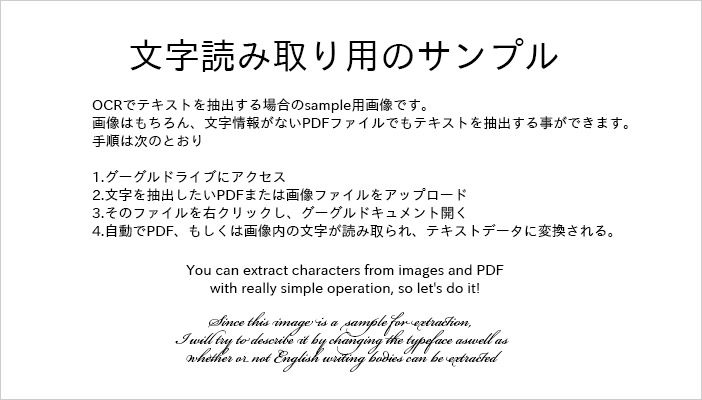 文字読み取り用のサンプル
OCRでテキストを抽出する場合のsample用画像です。
画像はもちろん、文字情報がないPDFファイルでもテキストを抽出する事ができます。
手順は次のとおり
1.グーグルドライブにアクセス
2.文字を抽出したいPDFまたは画像ファイルをアップロード
3.そのファイルを右クリックし、グーグルドキュメント開く
4.自動でPDF、もしくは画像内の文字が読み取られ、テキストデータに変換される。
You can extract characters from images and PDF
with really simple operation, so let's do it!
Since this image is a sample for extraction,
I will try to describe it by changing the typeface aswell as
whether or not English writing bodies can be extracted